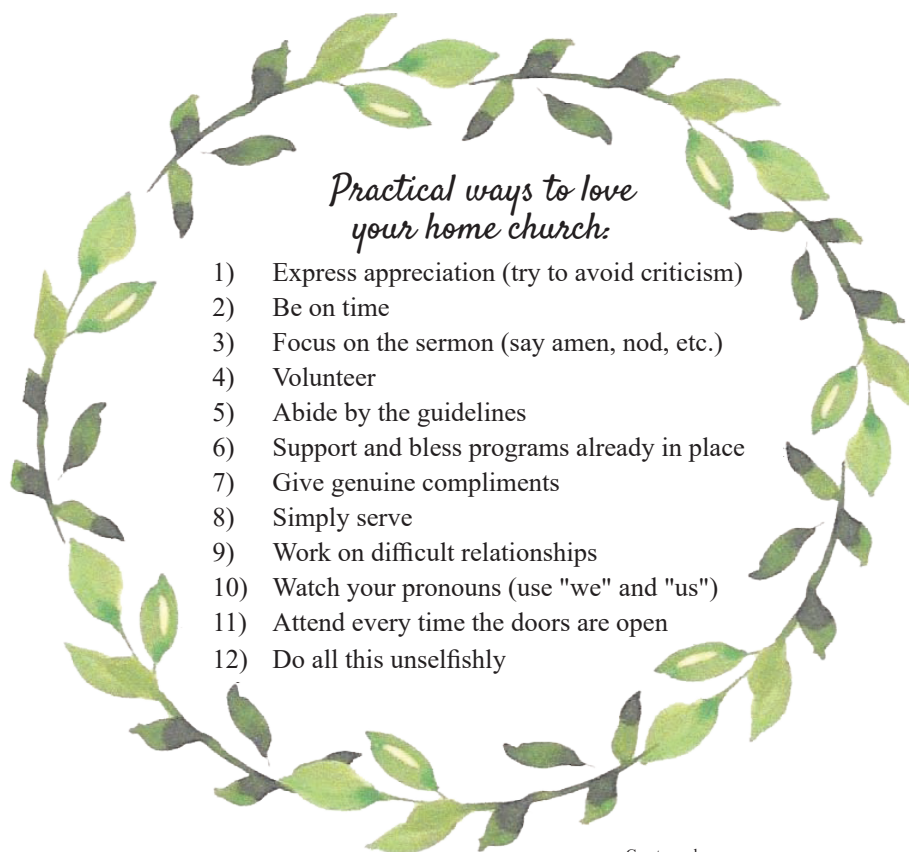 Practical ways to love
your home church:
1) Express appreciation (try to avoid criticism)
2) Be on time
3) Focus on the sermon (say amen, nod, etc.)
4) Volunteer
5) Abide by the guidelines
6) Support and bless programs already in place
7) Give genuine compliments
8) Simply serve
9) Work on difficult relationships
10) Watch your pronouns (use "we" and "us")
11) Attend every time the doors are open
12) Do all this unselfishly